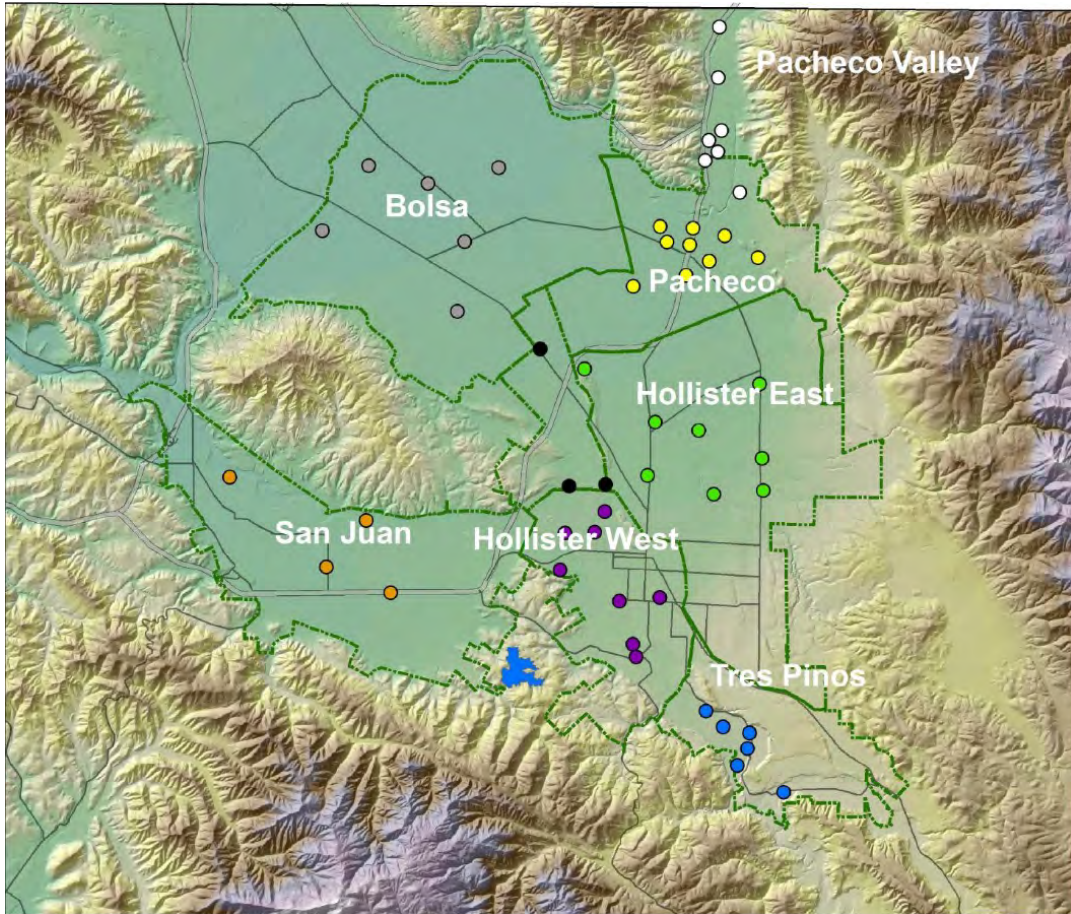 Pacheco Valley
Bolsa
Pacheco
Hollister East
San Juan
Hollister West
Tres Pinos